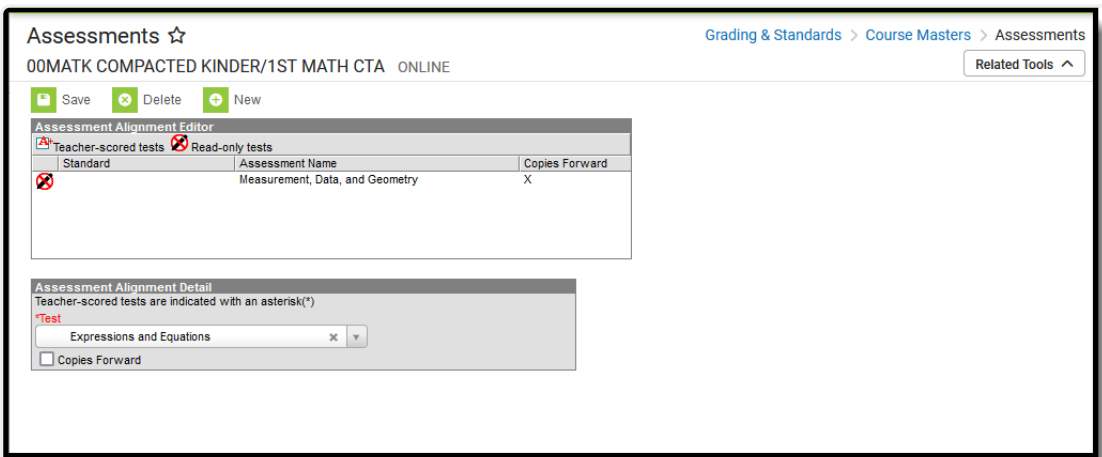 Assessments
Grading & Standards > Course Masters > Assessments
00MATK COMPACTED KINDER/1ST MATH CTA ONLINE
Related Tools
Save Delete New
Assessment Alignment Editor
A+ Teacher-scored tests Read-only tests
Standard Assessment Name Copies Forward
Measurement, Data, and Geometry X
Assessment Alignment Detail
Teacher-scored tests are indicated with an asterisk(*)
*Test
Expressions and Equations
Copies Forward